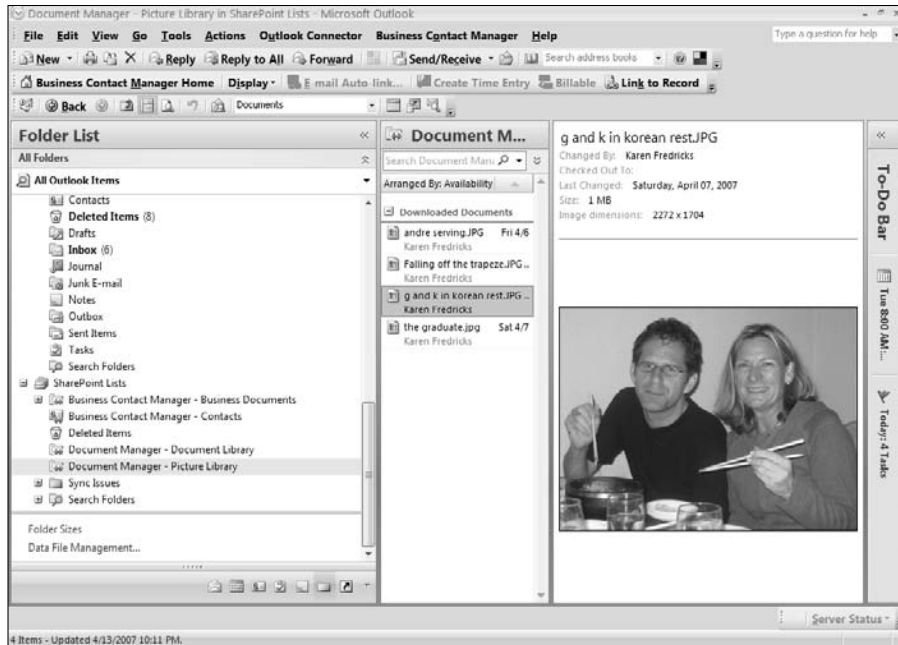 Document Manager - Picture Library in SharePoint Lists - Microsoft Outlook
File Edit View Go Tools Actions Outlook Connector Business Contact Manager Help
Type a question for help
New Reply Reply to All Forward Send/Receive Search address books
Business Contact Manager Home Display E-mail Auto-link... Create Time Entry Billable Link to Record
Back Documents
Folder List
All Folders
All Outlook Items
Contacts
Deleted Items (8)
Drafts
Inbox (6)
Journal
Junk E-mail
Notes
Outbox
Sent Items
Tasks
Search Folders
SharePoint Lists
Business Contact Manager - Business Documents
Business Contact Manager - Contacts
Deleted Items
Document Manager - Document Library
Document Manager - Picture Library
Sync Issues
Search Folders
Folder Sizes
Data File Management...
Document M...
Search Document Mana
Arranged By: Availability
Downloaded Documents
andre serving.JPG Fri 4/6
Karen Fredricks
Falling off the trapeze.JPG...
Karen Fredricks
g and k in korean rest.JPG...
Karen Fredricks
the graduate.jpg Sat 4/7
Karen Fredricks
g and k in korean rest.JPG
Changed By: Karen Fredricks
Checked Out To:
Last Changed: Saturday, April 07, 2007
Size: 1 MB
Image dimensions: 2272 x 1704
To-Do Bar
Tue 8:00 AM:...
Today: 4 Tasks
Server Status
4 Items - Updated 4/13/2007 10:11 PM.